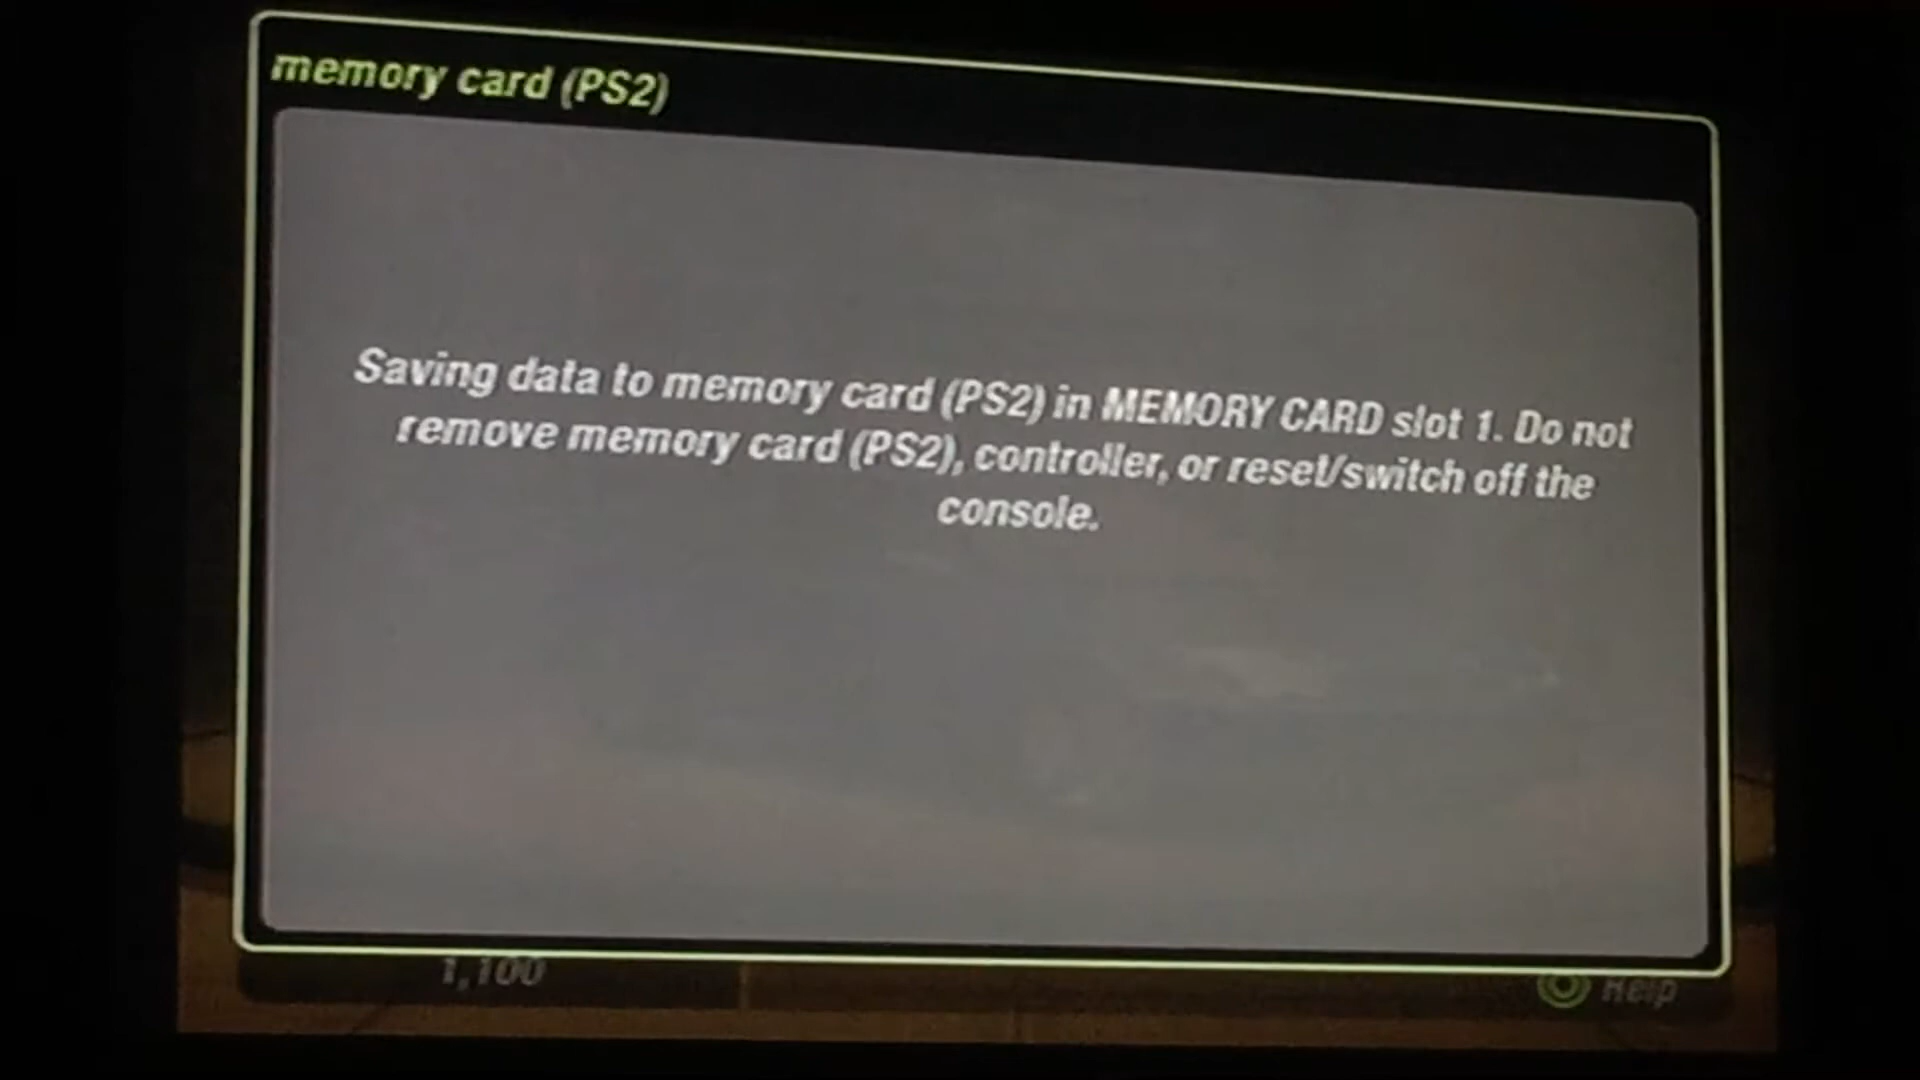 memory card (PS2)
Saving data to memory card (PS2) in MEMORY CARD slot 1. Do not
remove memory card (PS2), controller, or reset/switch off the
console.
1,100
Help